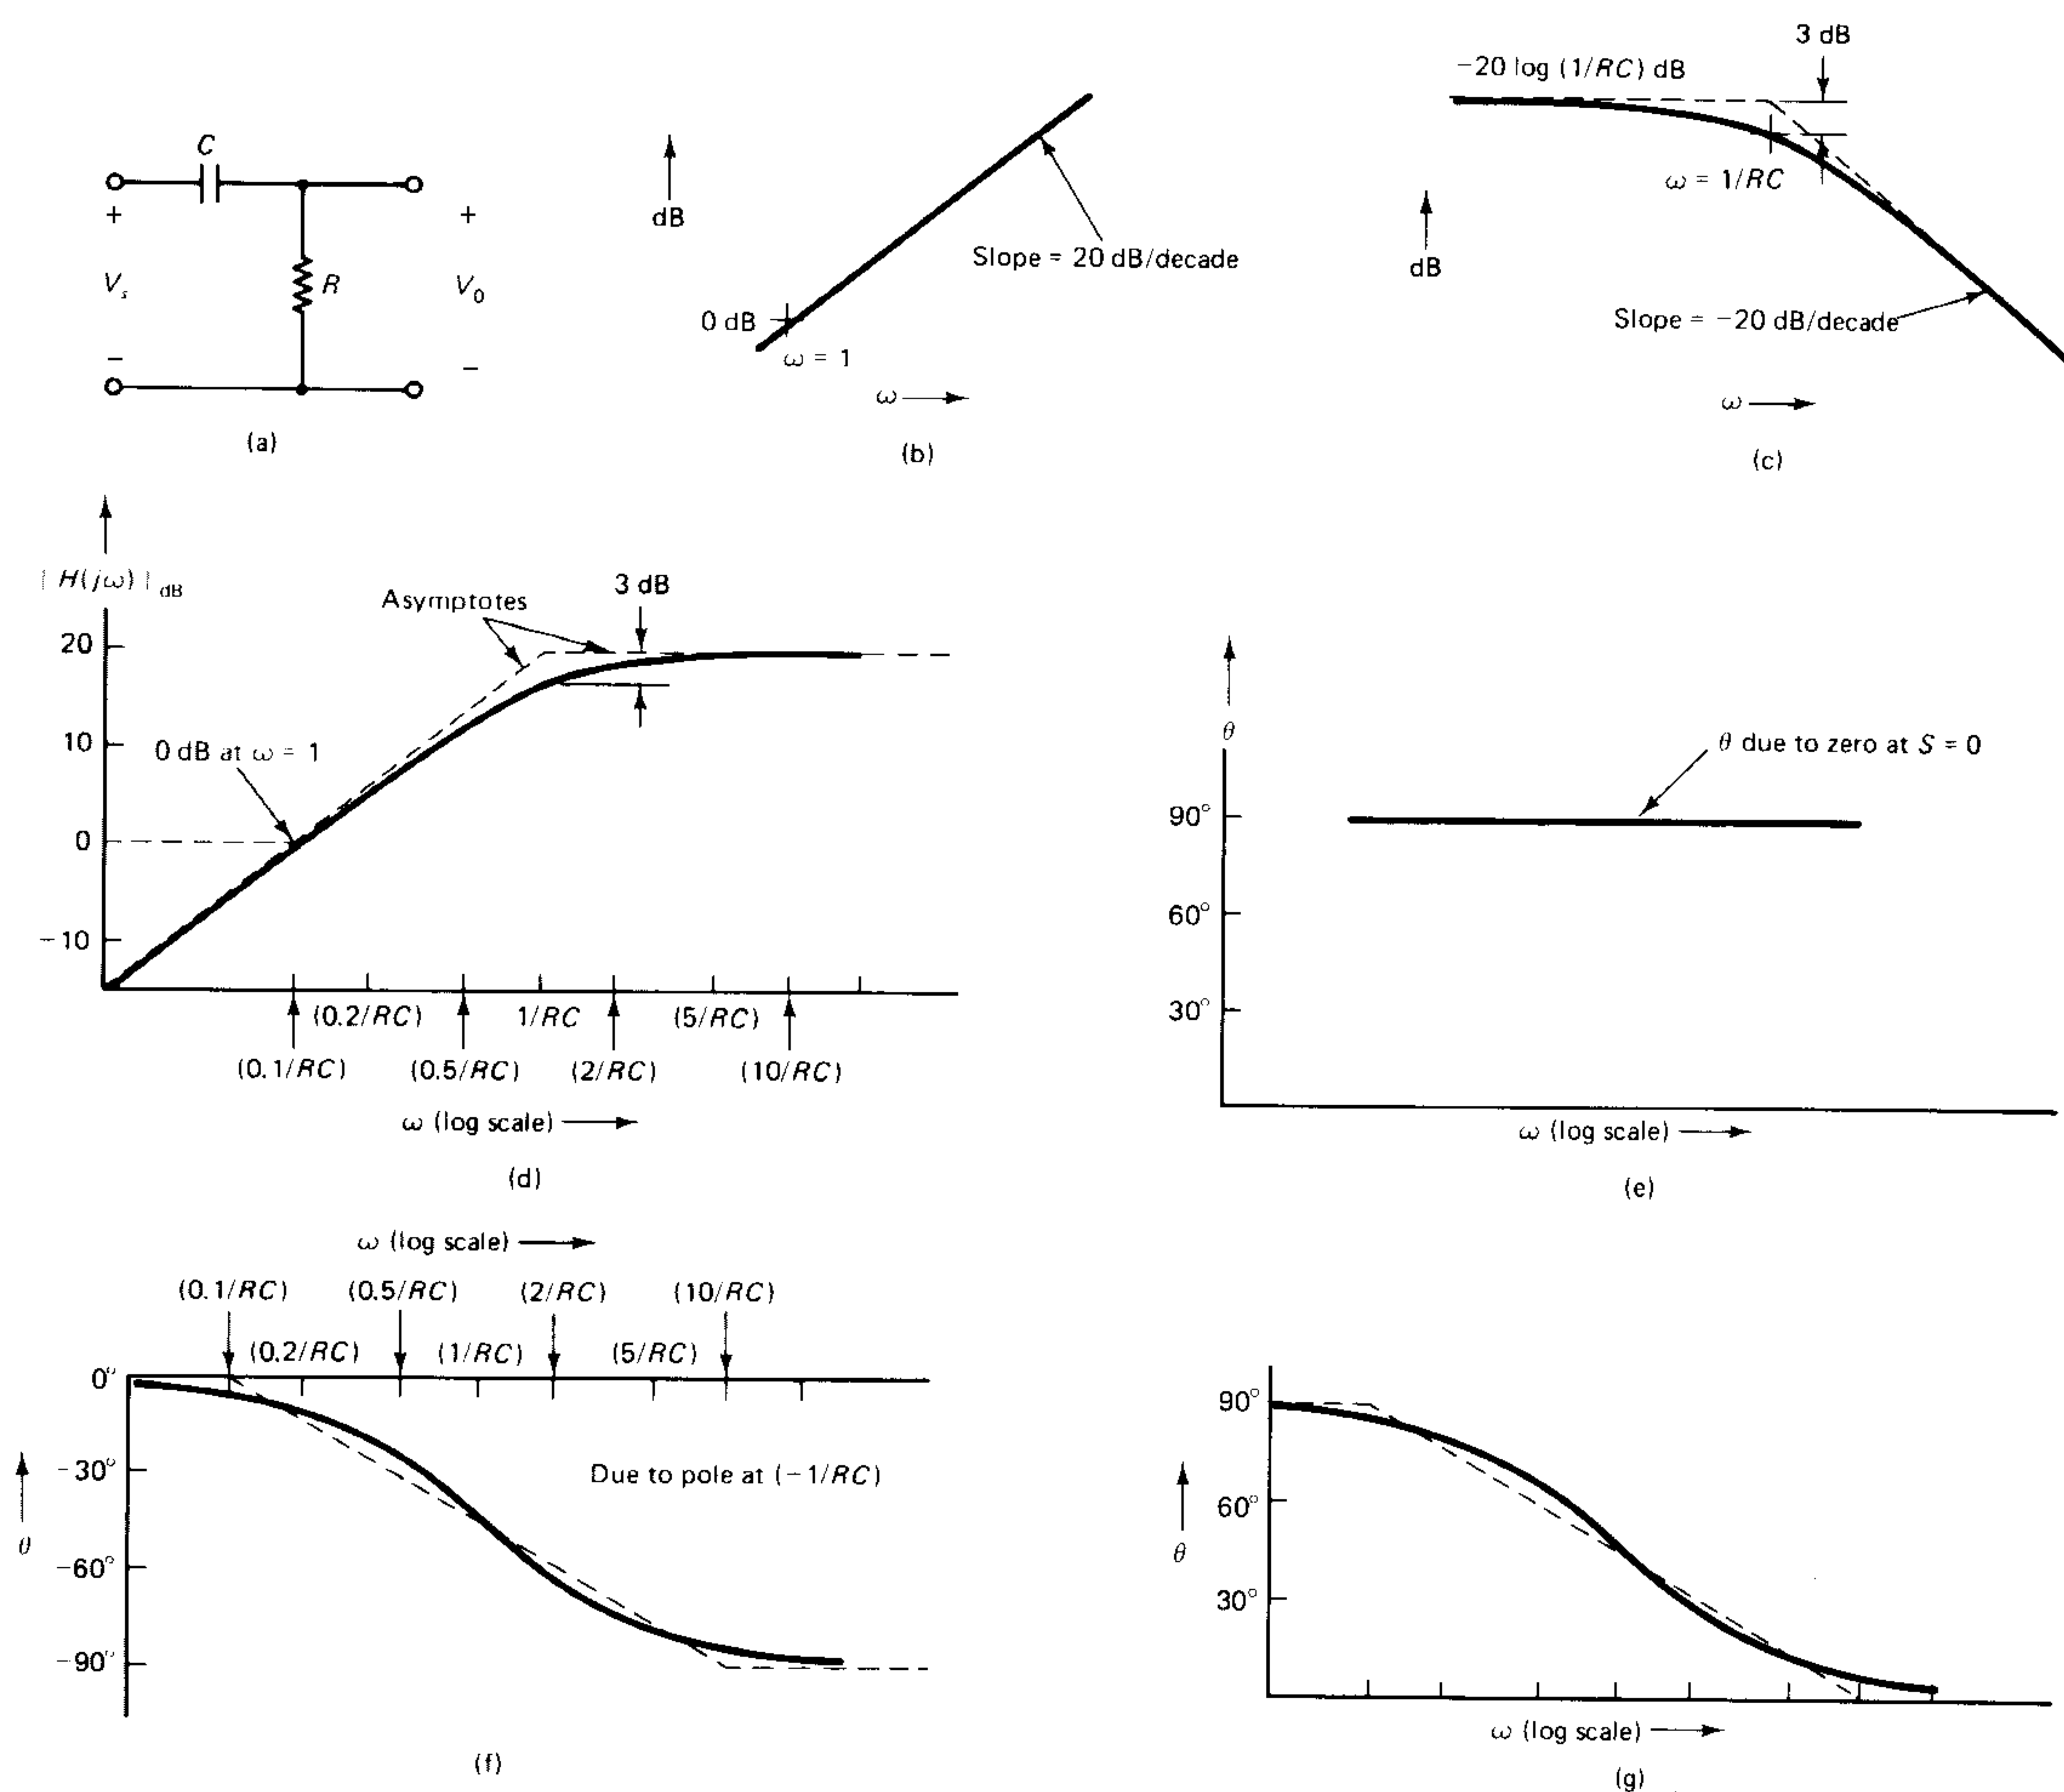 C
+
+
V_s
R
V_0
−
−
(a)
dB
0 dB
ω = 1
Slope = 20 dB/decade
ω
(b)
−20 log (1/RC) dB
3 dB
ω = 1/RC
dB
Slope = −20 dB/decade
ω
(c)
| H(jω) |_dB
Asymptotes
3 dB
20
10
0 dB at ω = 1
0
−10
(0.2/RC)
1/RC
(5/RC)
(0.1/RC)
(0.5/RC)
(2/RC)
(10/RC)
ω (log scale)
(d)
θ
θ due to zero at S = 0
90°
60°
30°
ω (log scale)
(e)
ω (log scale)
(0.1/RC)
(0.5/RC)
(2/RC)
(10/RC)
(0.2/RC)
(1/RC)
(5/RC)
0°
−30°
Due to pole at (−1/RC)
θ
−60°
−90°
(f)
90°
60°
θ
30°
ω (log scale)
(g)